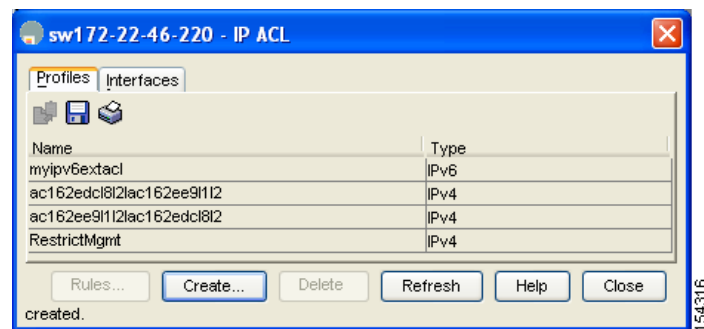 sw172-22-46-220 - IP ACL
Profiles Interfaces
Name Type
myipv6extacl IPv6
ac162edcl8l2lac162ee9l1l2 IPv4
ac162ee9l1l2lac162edcl8l2 IPv4
RestrictMgmt IPv4
Rules... Create... Delete Refresh Help Close
created.
154316